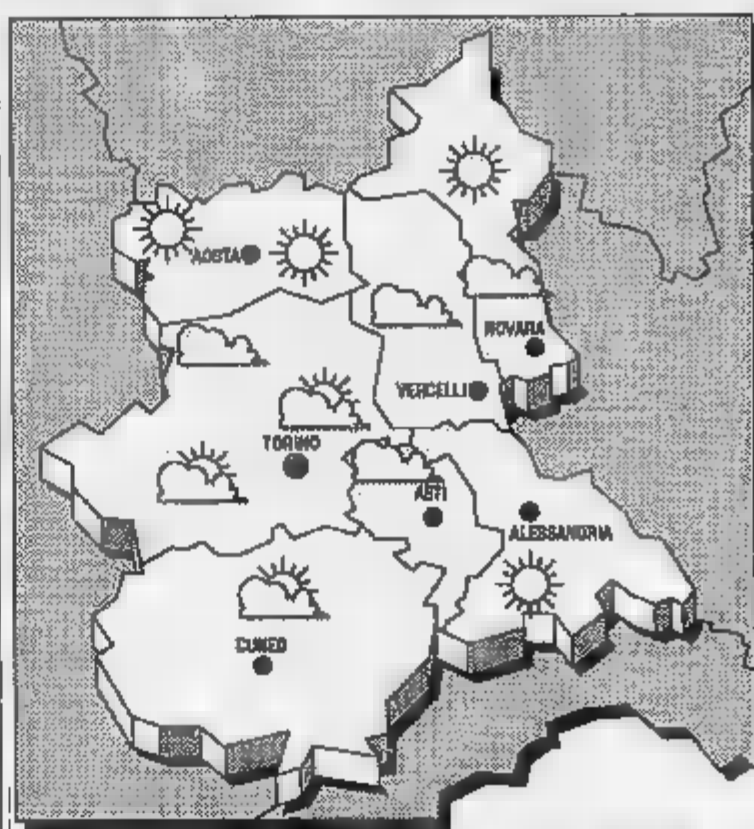 AOSTA
NOVARA
VERCELLI
TORINO
ASTI
ALESSANDRIA
CUNEO